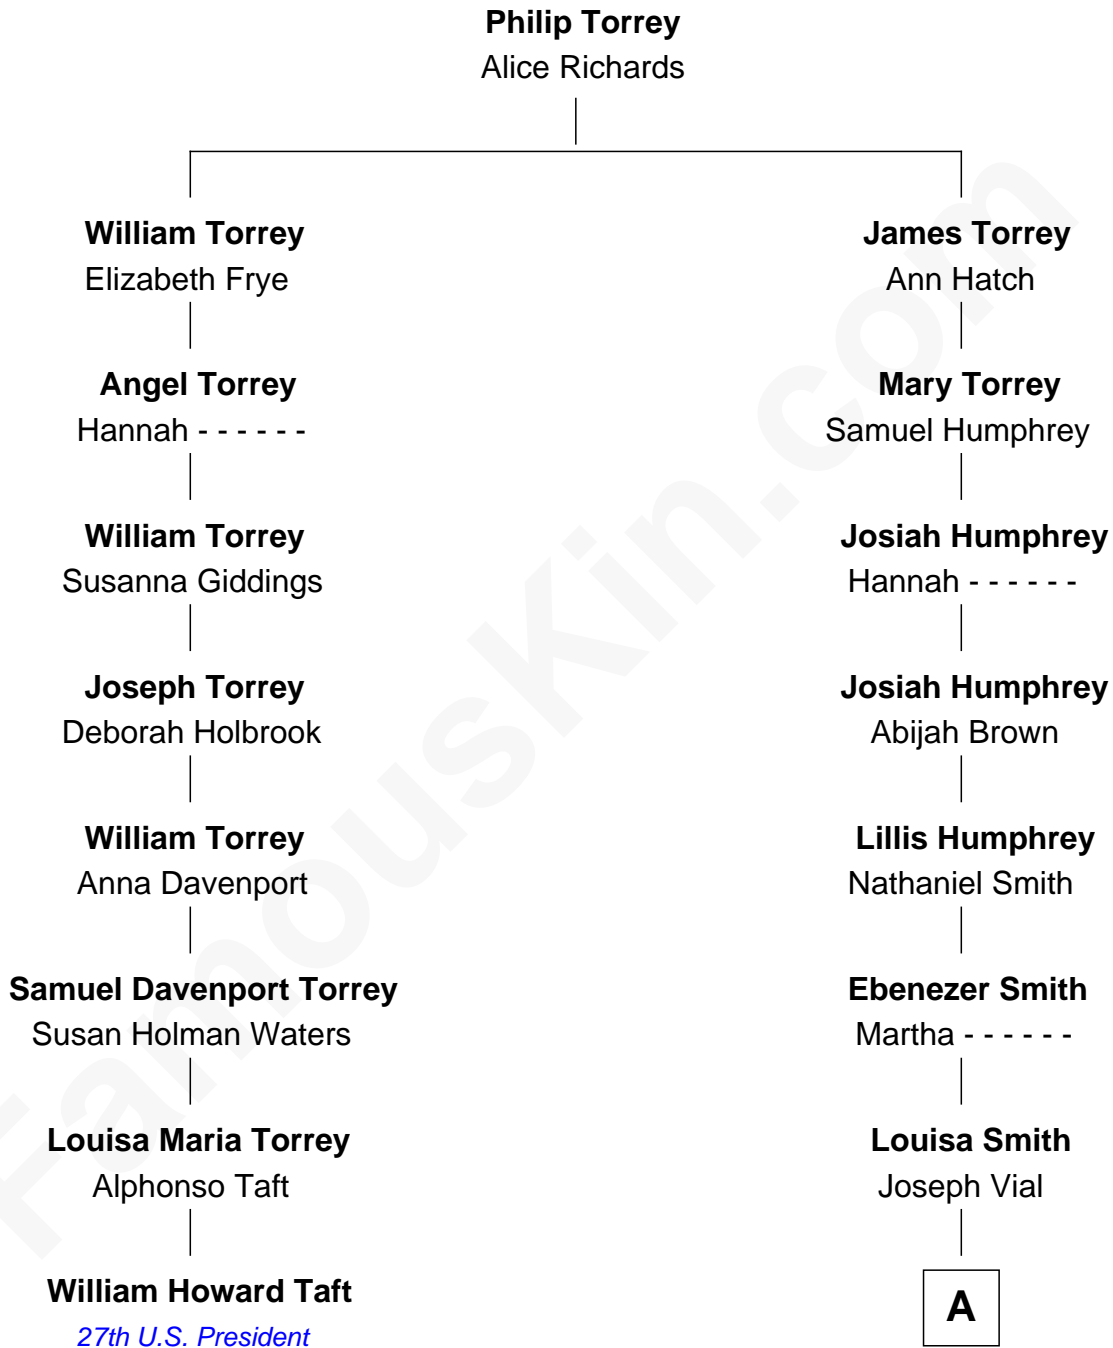 Philip Torrey
Alice Richards
William Torrey
Elizabeth Frye
James Torrey
Ann Hatch
Angel Torrey
Hannah - - - - - -
Mary Torrey
Samuel Humphrey
William Torrey
Susanna Giddings
Josiah Humphrey
Hannah - - - - - -
Joseph Torrey
Deborah Holbrook
Josiah Humphrey
Abijah Brown
William Torrey
Anna Davenport
Lillis Humphrey
Nathaniel Smith
Samuel Davenport Torrey
Susan Holman Waters
Ebenezer Smith
Martha - - - - - -
Louisa Maria Torrey
Alphonso Taft
Louisa Smith
Joseph Vial
William Howard Taft
27th U.S. President
A
FamousKin.com